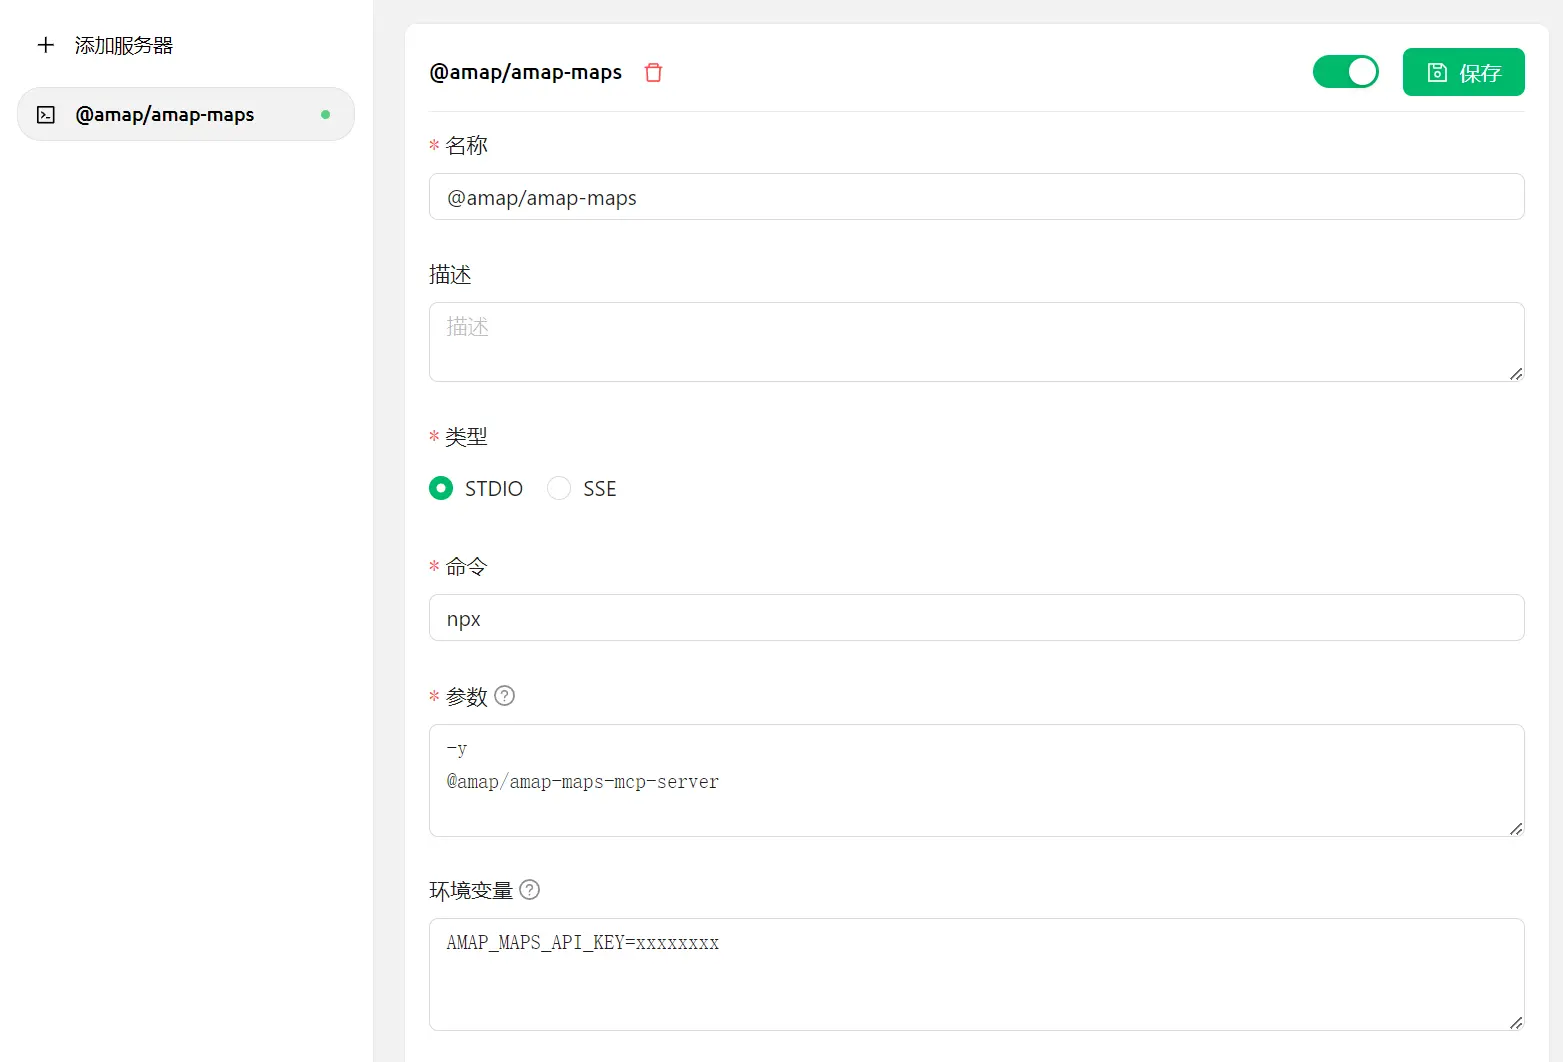 添加服务器
@amap/amap-maps
@amap/amap-maps
保存
* 名称
@amap/amap-maps
描述
描述
* 类型
STDIO SSE
* 命令
npx
* 参数 ?
-y
@amap/amap-maps-mcp-server
环境变量 ?
AMAP_MAPS_API_KEY=xxxxxxxx